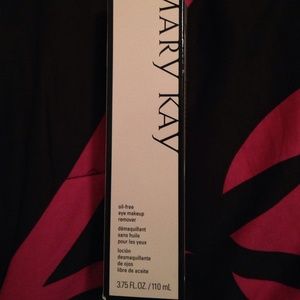 MARY KAY
oil-free
eye makeup
remover
démaquillant
sans huile
pour les yeux
loción
desmaquillante
de ojos
libre de aceite
3.75 FL.OZ. / 110 mL